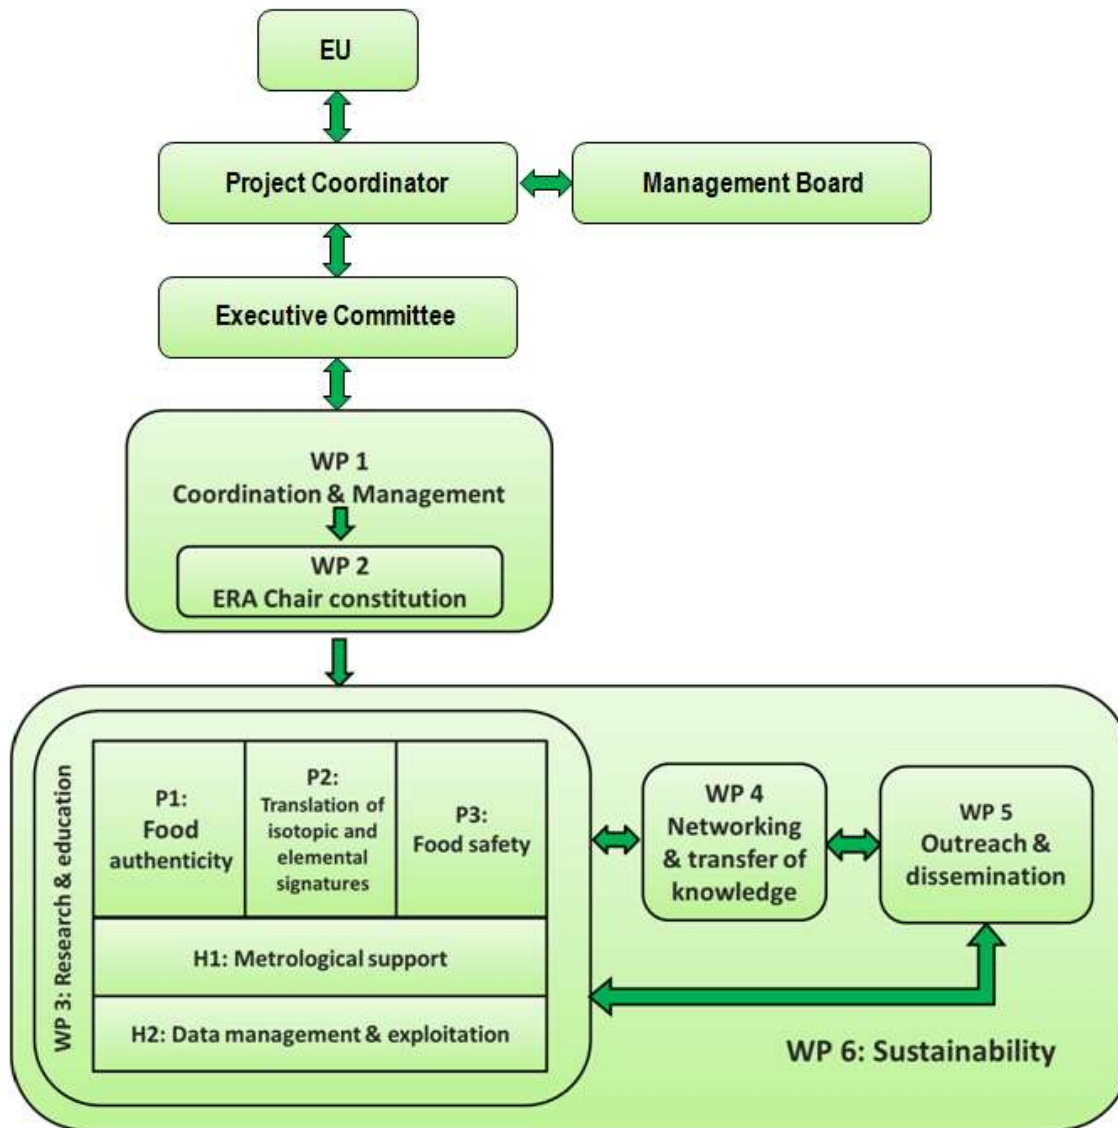 EU
Project Coordinator
Management Board
Executive Committee
WP 1
Coordination & Management
WP 2
ERA Chair constitution
WP 3: Research & education
P1:
Food
authenticity
P2:
Translation of
isotopic and
elemental
signatures
P3:
Food safety
H1: Metrological support
H2: Data management & exploitation
WP 4
Networking
& transfer of
knowledge
WP 5
Outreach &
dissemination
WP 6: Sustainability